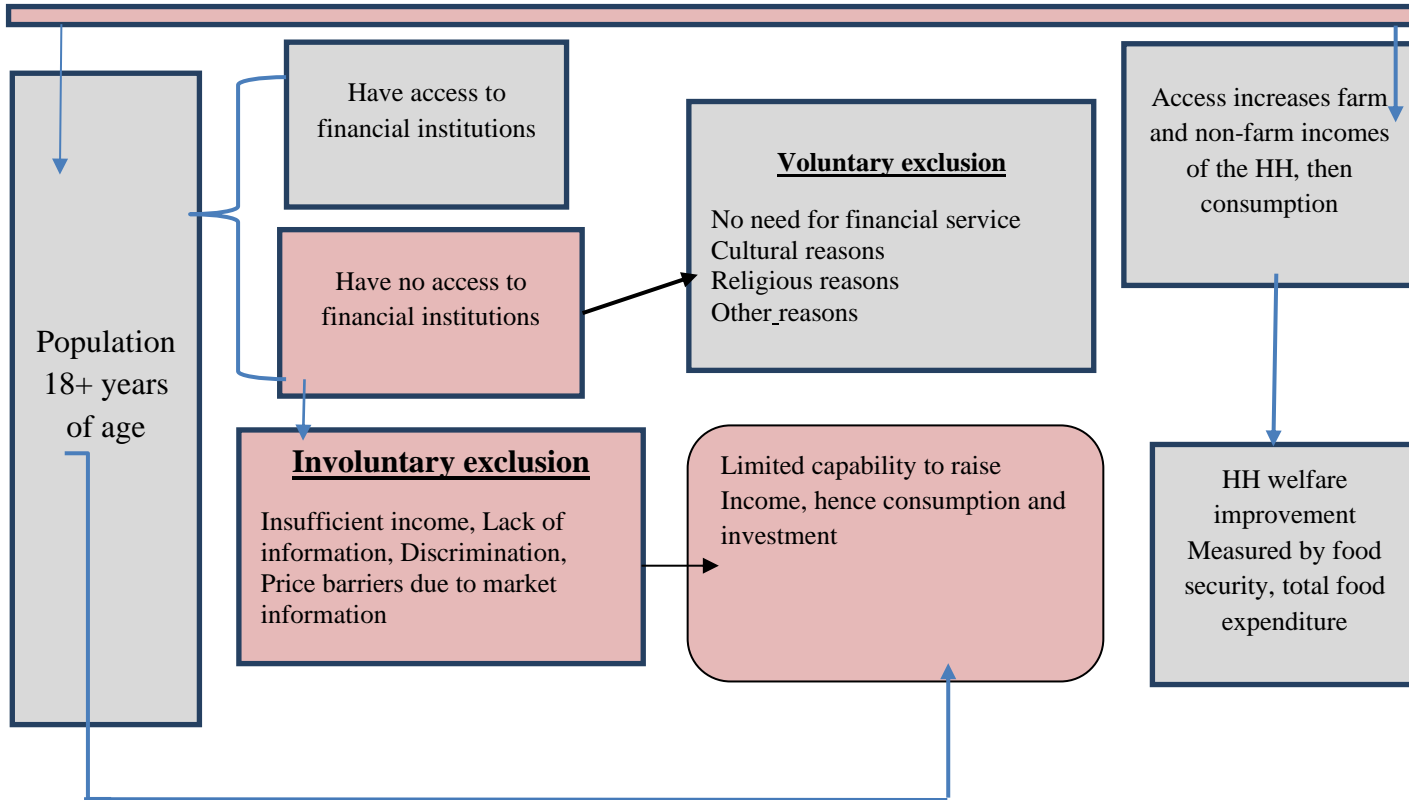 Have access to
financial institutions
Access increases farm
and non-farm incomes
of the HH, then
consumption
Voluntary exclusion
No need for financial service
Cultural reasons
Religious reasons
Other reasons
Have no access to
financial institutions
Population
18+ years
of age
Involuntary exclusion
Insufficient income, Lack of
information, Discrimination,
Price barriers due to market
information
Limited capability to raise
Income, hence consumption and
investment
HH welfare
improvement
Measured by food
security, total food
expenditure